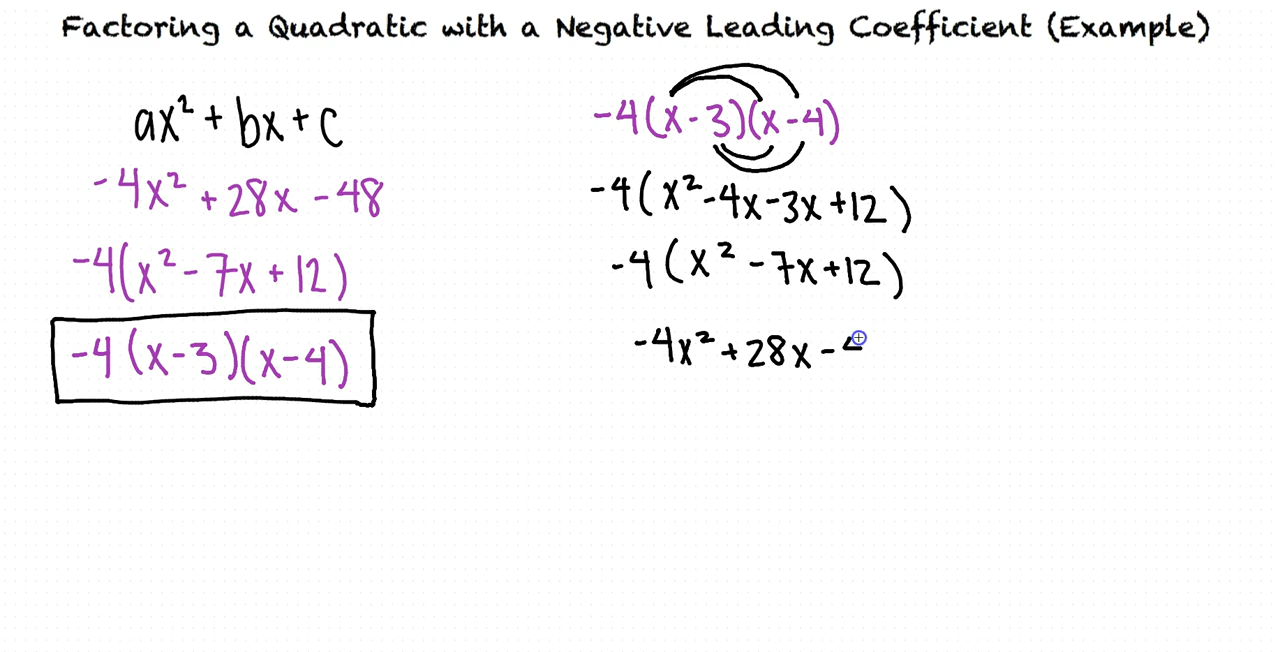 Factoring a Quadratic with a Negative Leading Coefficient (Example)
ax² + bx + c
-4x² + 28x - 48
-4(x² - 7x + 12)
-4(x-3)(x-4)
-4(x-3)(x-4)
-4(x²-4x-3x+12)
-4(x² - 7x+12)
-4x² + 28x -